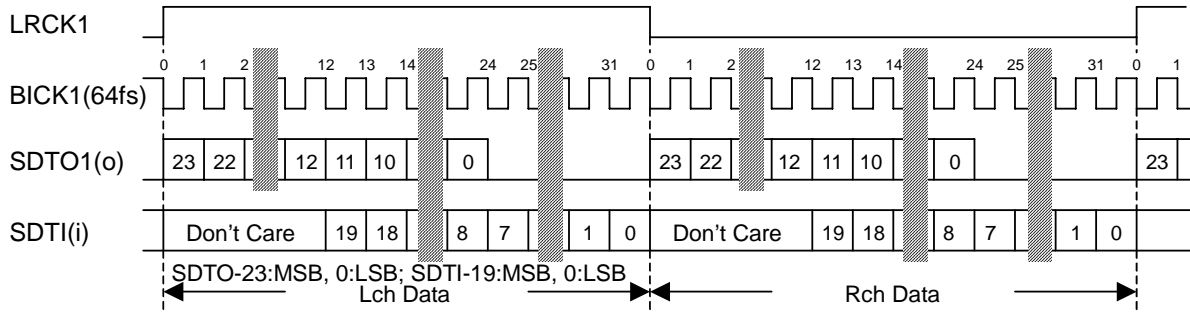 LRCK1
0 1 2 12 13 14 24 25 31 0 1 2 12 13 14 24 25 31 0 1
BICK1(64fs)
SDTO1(o) 23 22 12 11 10 0 23 22 12 11 10 0 23
SDTI(i) Don't Care 19 18 8 7 1 0 Don't Care 19 18 8 7 1 0
SDTO-23:MSB, 0:LSB; SDTI-19:MSB, 0:LSB
Lch Data Rch Data